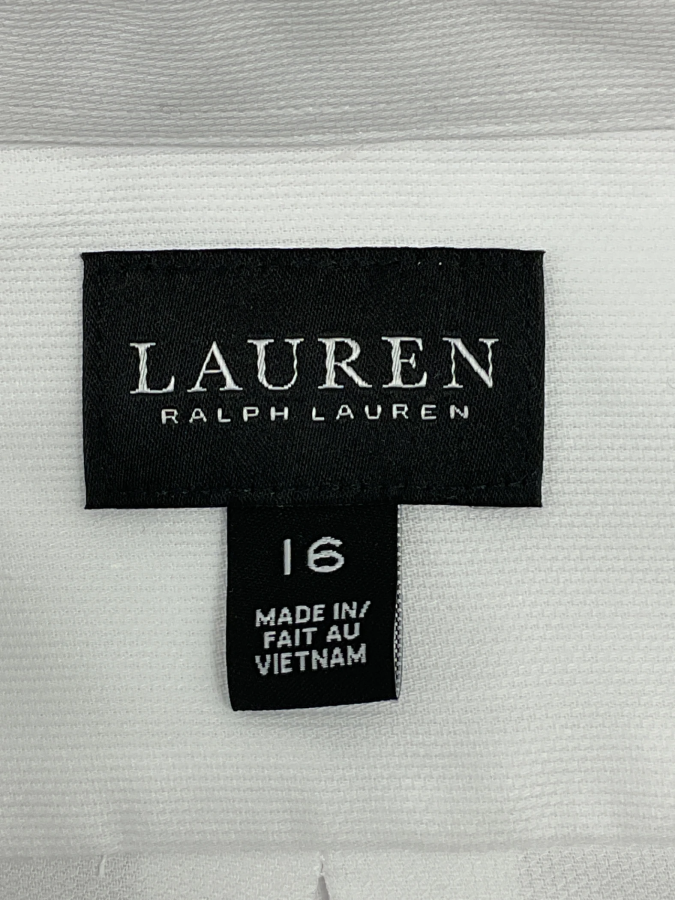 LAUREN
RALPH LAUREN
16
MADE IN/
FAIT AU
VIETNAM